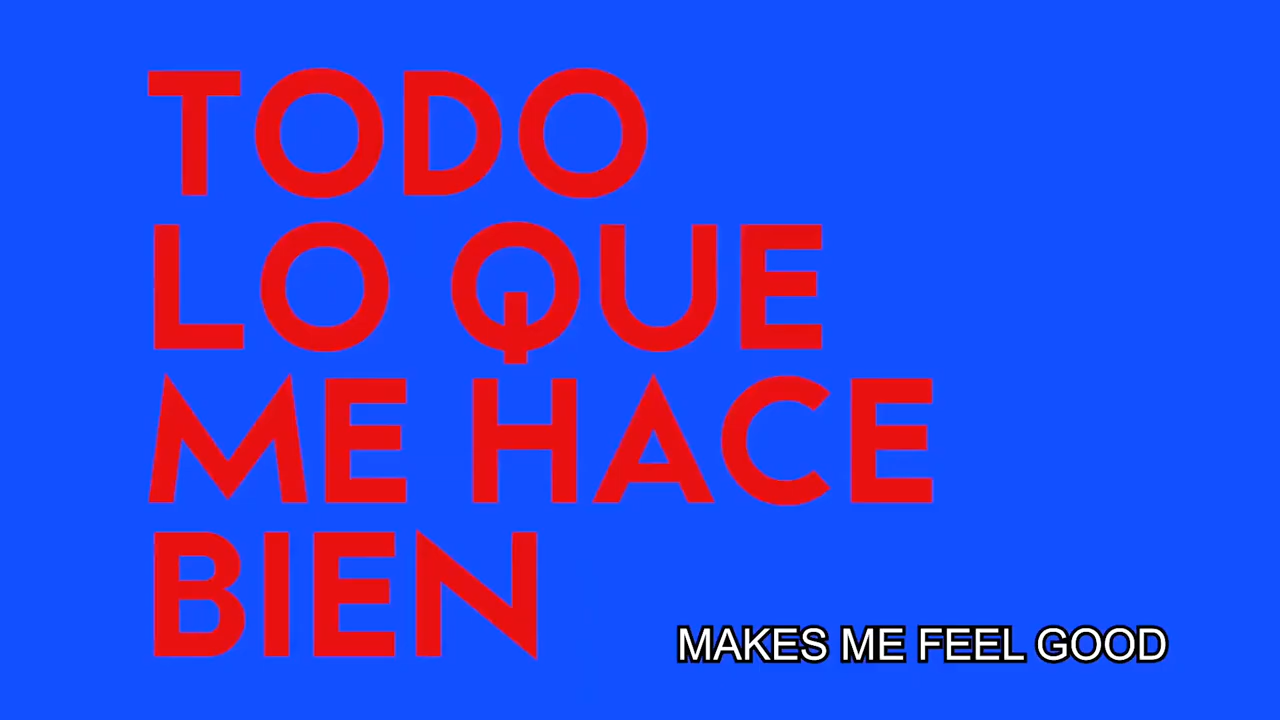 TODO
LO QUE
ME HACE
BIEN
MAKES ME FEEL GOOD